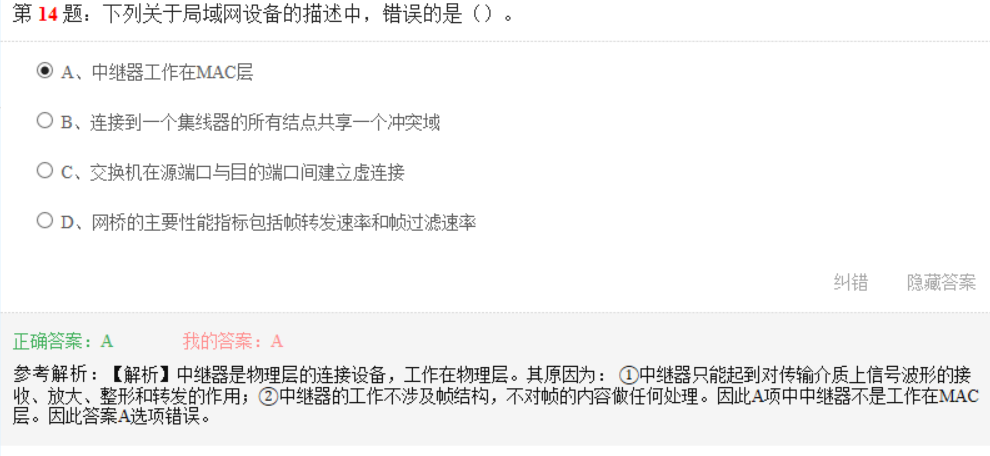 第 14 题：下列关于局域网设备的描述中，错误的是（）。
A、中继器工作在MAC层
B、连接到一个集线器的所有结点共享一个冲突域
C、交换机在源端口与目的端口间建立虚连接
D、网桥的主要性能指标包括帧转发速率和帧过滤速率
纠错 隐藏答案
正确答案：A 我的答案：A
参考解析：【解析】中继器是物理层的连接设备，工作在物理层。其原因为：①中继器只能起到对传输介质上信号波形的接
收、放大、整形和转发的作用；②中继器的工作不涉及帧结构，不对帧的内容做任何处理。因此A项中中继器不是工作在MAC
层。因此答案A选项错误。